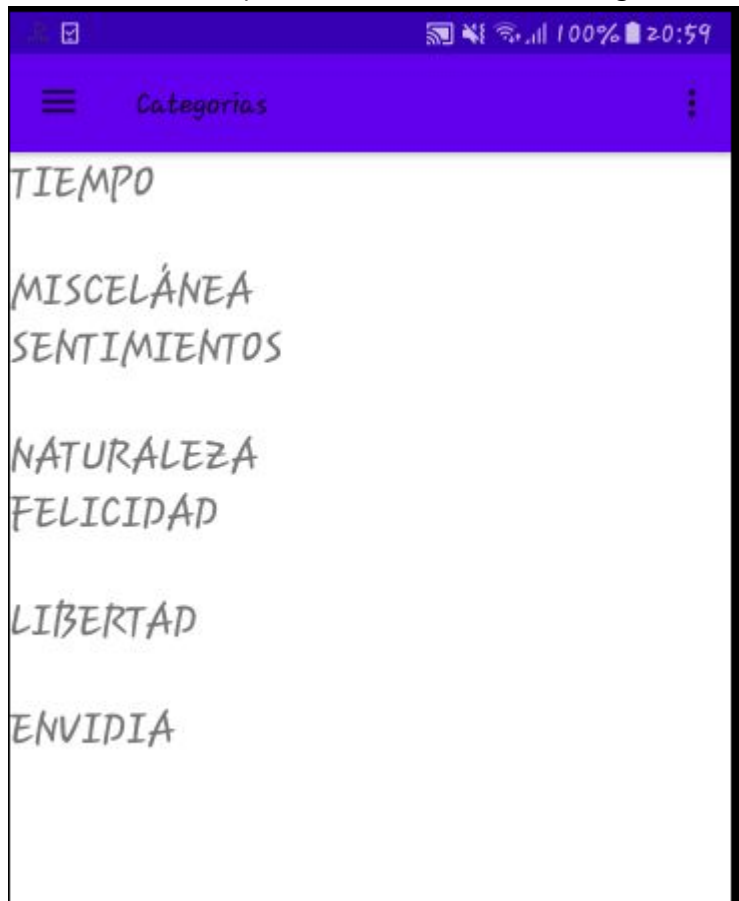 100% 20:59
Categorias
TIEMPO
MISCELÁNEA
SENTIMIENTOS
NATURALEZA
FELICIDAD
LIBERTAD
ENVIDIA